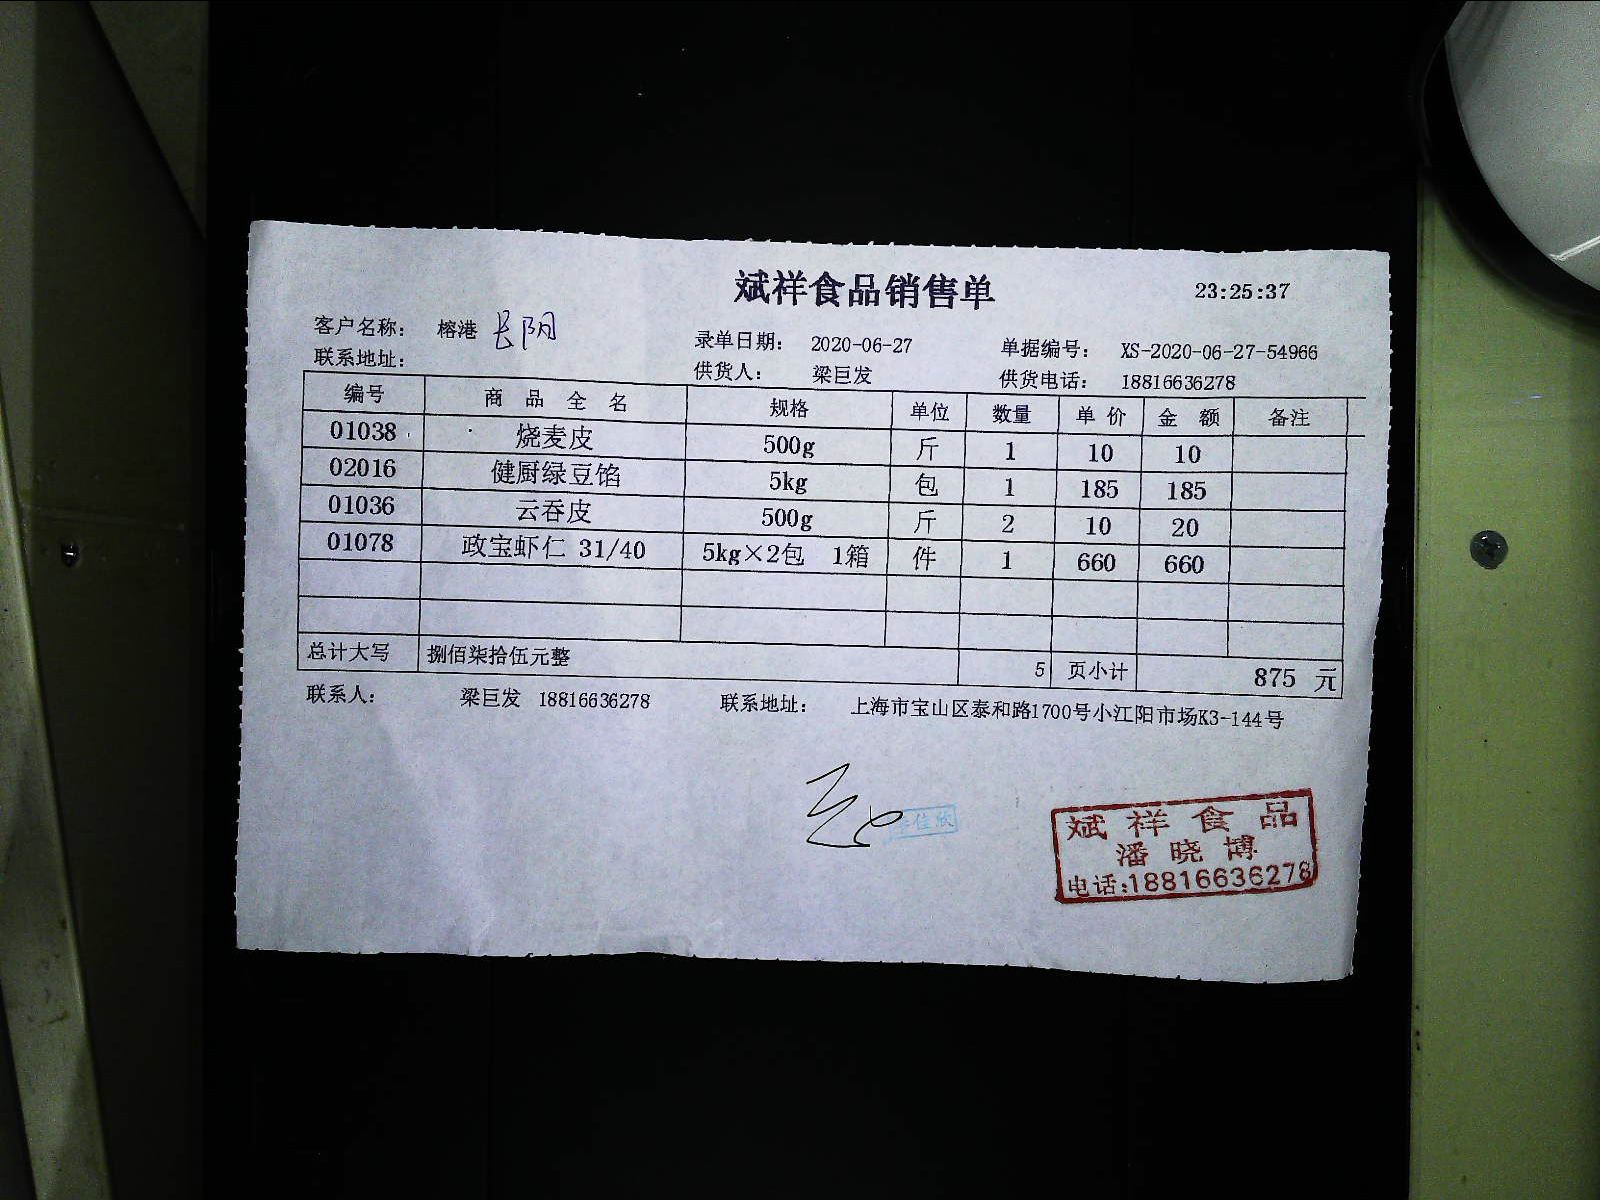 斌祥食品销售单 23:25:37
客户名称： 榕港 长阳 录单日期： 2020-06-27 单据编号： XS-2020-06-27-54966
联系地址： 供货人： 梁巨发 供货电话： 18816636278
编号 商品全名 规格 单位 数量 单价 金额 备注
01038 烧麦皮 500g 斤 1 10 10
02016 健厨绿豆馅 5kg 包 1 185 185
01036 云吞皮 500g 斤 2 10 20
01078 政宝虾仁 31/40 5kg×2包 1箱 件 1 660 660
总计大写 捌佰柒拾伍元整 5 页小计 875 元
联系人： 梁巨发 18816636278 联系地址： 上海市宝山区泰和路1700号小江阳市场K3-144号
斌祥食品
潘晓博
电话:18816636278